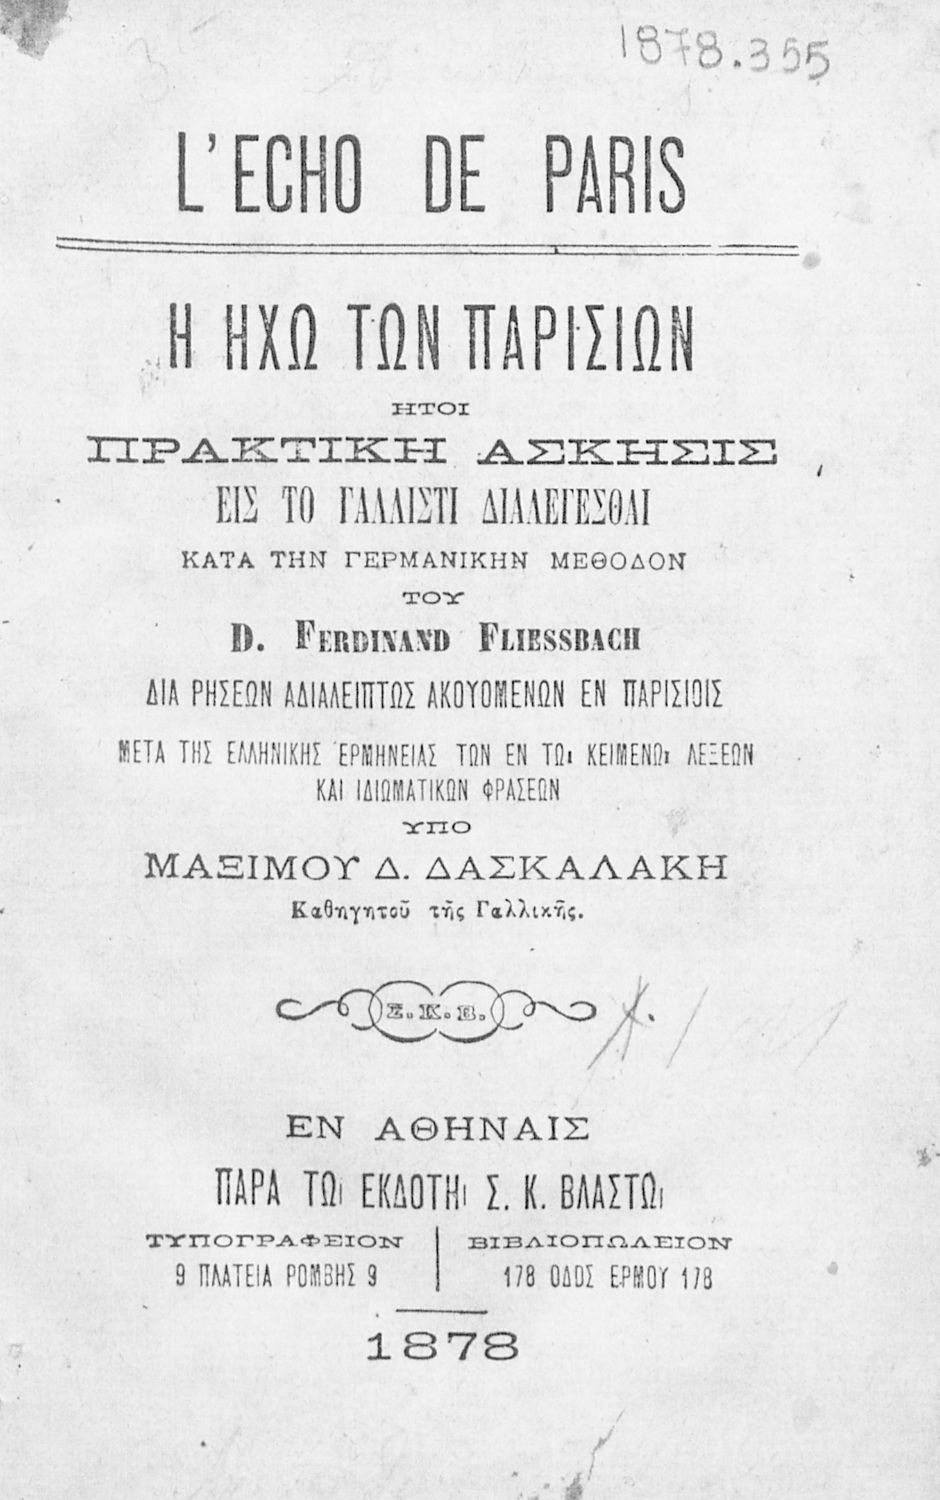 1878.355
L'ECHO DE PARIS
Η ΗΧΩ ΤΩΝ ΠΑΡΙΣΙΩΝ
ΗΤΟΙ
ΠΡΑΚΤΙΚΗ ΑΣΚΗΣΙΣ
ΕΙΣ ΤΟ ΓΑΛΛΙΣΤΙ ΔΙΑΛΕΓΕΣΘΑΙ
ΚΑΤΑ ΤΗΝ ΓΕΡΜΑΝΙΚΗΝ ΜΕΘΟΔΟΝ
ΤΟΥ
D. FERDINAND FLIESSBACH
ΔΙΑ ΡΗΣΕΩΝ ΑΔΙΑΛΕΙΠΤΩΣ ΑΚΟΥΟΜΕΝΩΝ ΕΝ ΠΑΡΙΣΙΟΙΣ
ΜΕΤΑ ΤΗΣ ΕΛΛΗΝΙΚΗΣ ΕΡΜΗΝΕΙΑΣ ΤΩΝ ΕΝ ΤΩι ΚΕΙΜΕΝΩι ΛΕΞΕΩΝ
ΚΑΙ ΙΔΙΩΜΑΤΙΚΩΝ ΦΡΑΣΕΩΝ
ΥΠΟ
ΜΑΞΙΜΟΥ Δ. ΔΑΣΚΑΛΑΚΗ
Καθηγητοῦ τῆς Γαλλικῆς.
Σ.Κ.Β.
ΕΝ ΑΘΗΝΑΙΣ
ΠΑΡΑ ΤΩι ΕΚΔΟΤΗι Σ. Κ. ΒΛΑΣΤΩι
ΤΥΠΟΓΡΑΦΕΙΟΝ
9 ΠΛΑΤΕΙΑ ΡΟΜΒΗΣ 9
ΒΙΒΛΙΟΠΩΛΕΙΟΝ
178 ΟΔΟΣ ΕΡΜΟΥ 178
1878